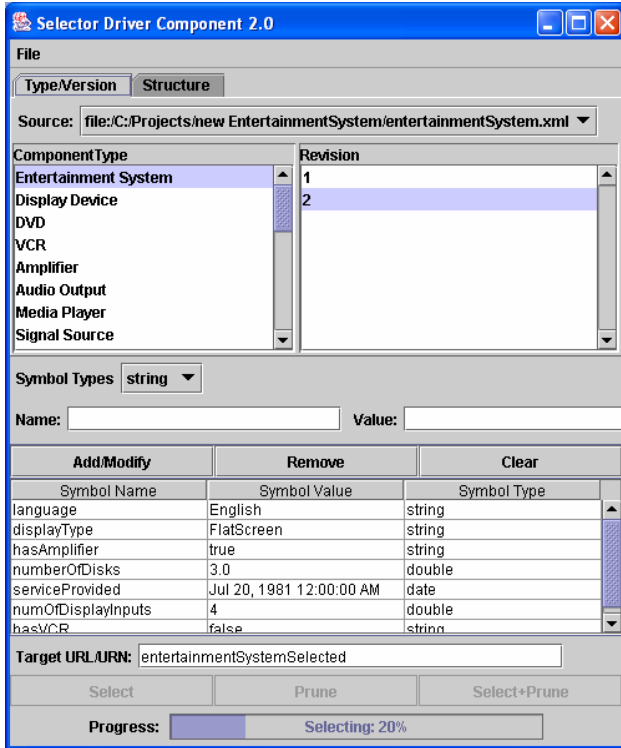 Selector Driver Component 2.0
File
Type/Version Structure
Source: file:/C:/Projects/new EntertainmentSystem/entertainmentSystem.xml
ComponentType Revision
Entertainment System 1
Display Device 2
DVD
VCR
Amplifier
Audio Output
Media Player
Signal Source
Symbol Types string
Name: Value:
Add/Modify Remove Clear
Symbol Name Symbol Value Symbol Type
language English string
displayType FlatScreen string
hasAmplifier true string
numberOfDisks 3.0 double
serviceProvided Jul 20, 1981 12:00:00 AM date
numOfDisplayInputs 4 double
hasVCR false string
Target URL/URN: entertainmentSystemSelected
Select Prune Select+Prune
Progress: Selecting: 20%